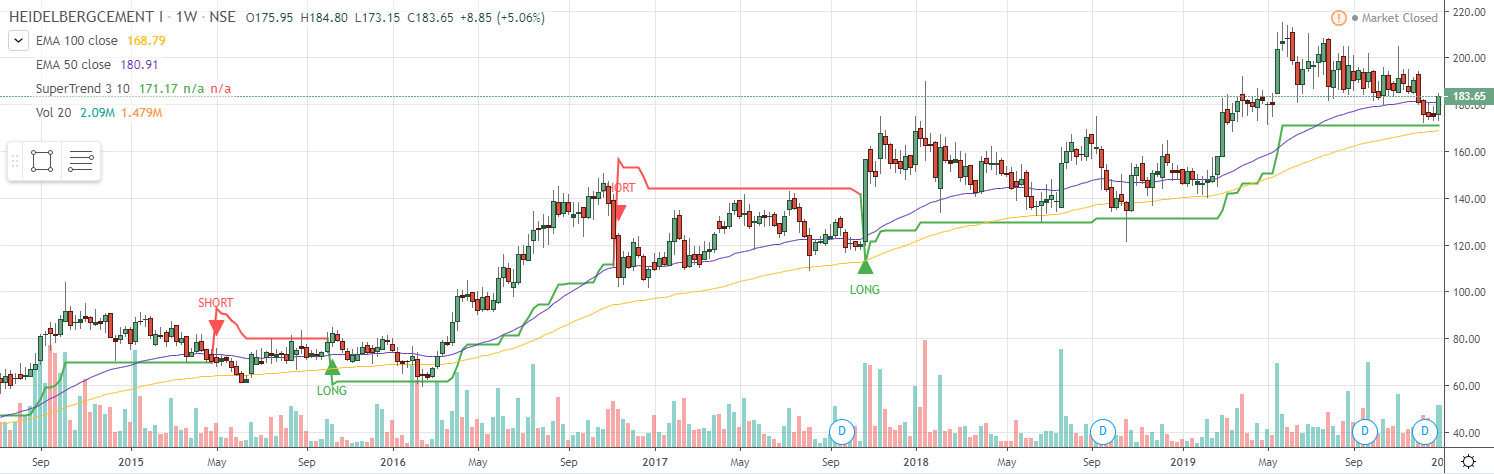 HEIDELBERGCEMENT I · 1W · NSE O175.95 H184.80 L173.15 C183.65 +8.85 (+5.06%)
Market Closed
EMA 100 close 168.79
EMA 50 close 180.91
SuperTrend 3 10 171.17 n/a n/a
Vol 20 2.09M 1.479M
220.00
200.00
183.65
180.00
160.00
140.00
120.00
100.00
80.00
60.00
40.00
SHORT
LONG
LONG
D D D D
Sep 2015 May Sep 2016 May Sep 2017 May Sep 2018 May Sep 2019 May Sep 20